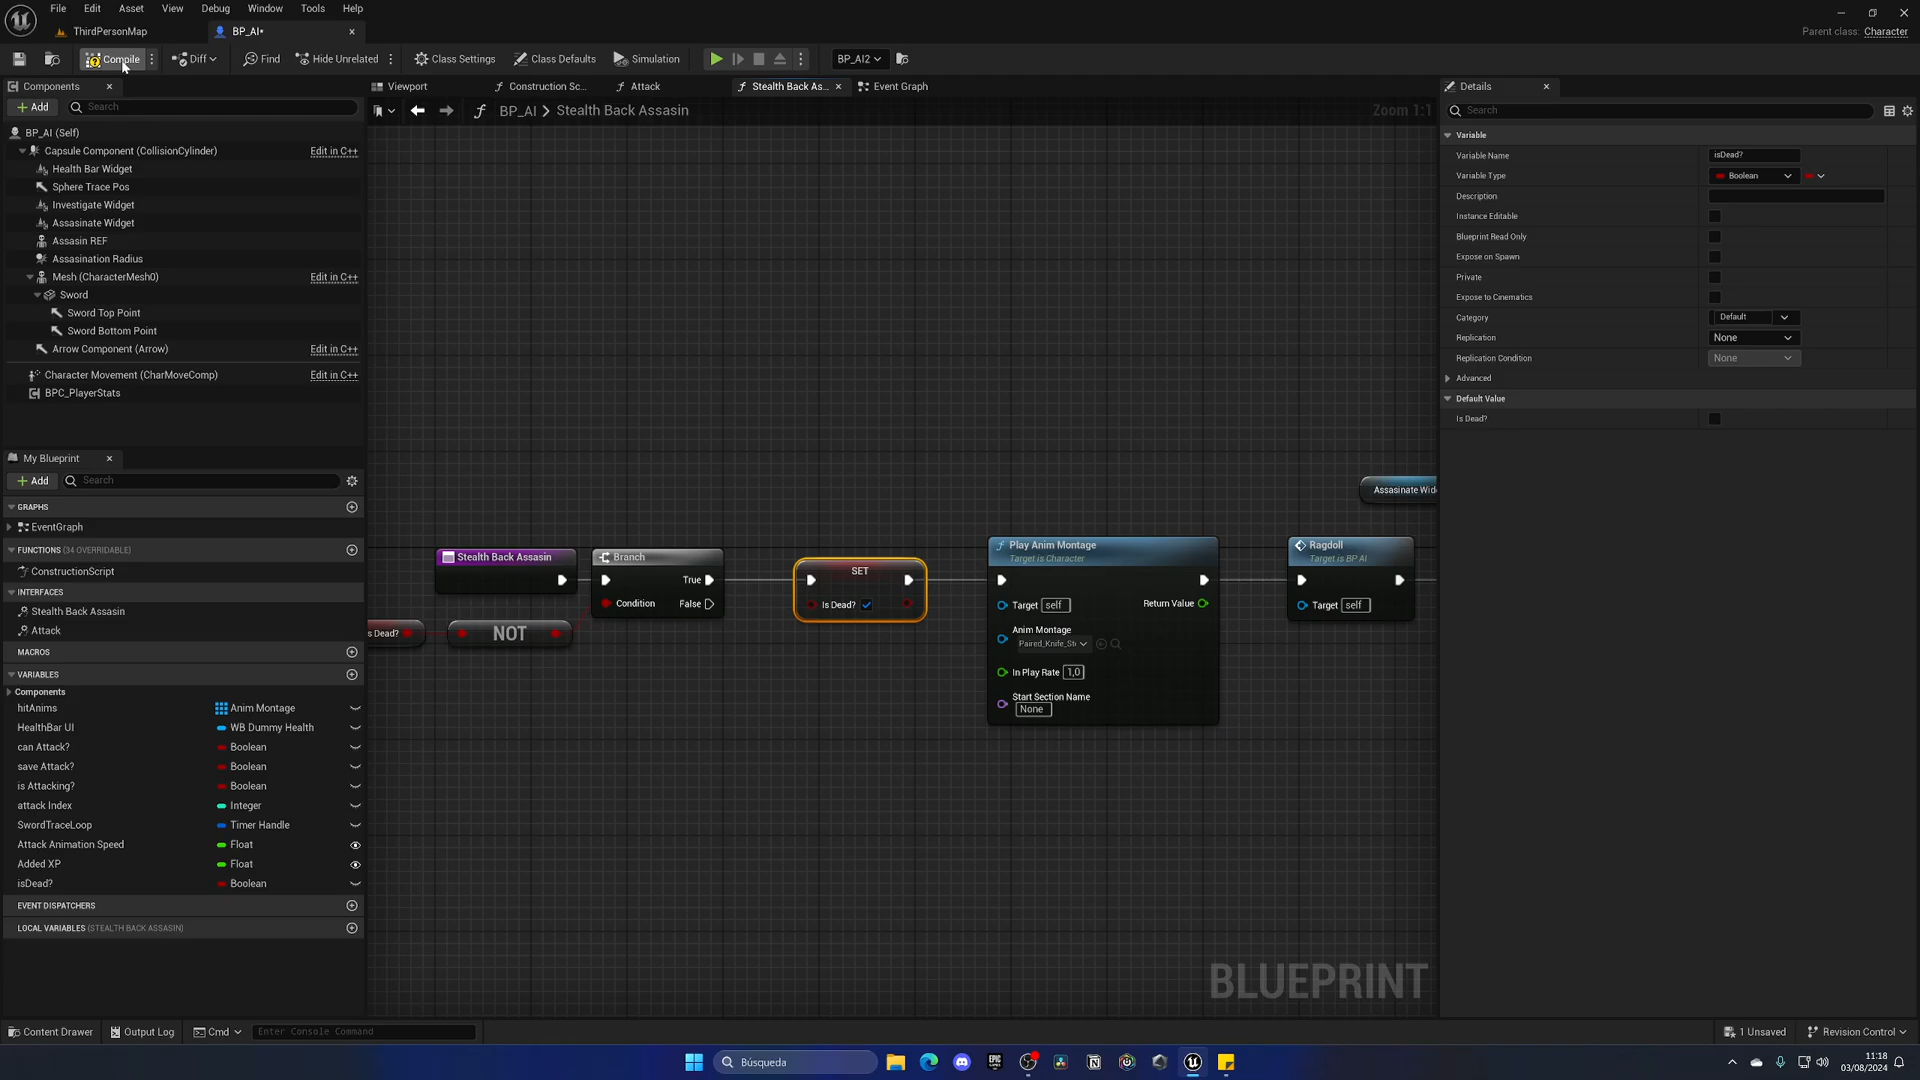 File Edit Asset View Debug Window Tools Help
ThirdPersonMap
BP_AI*
Parent class: Character
Compile Diff Find Hide Unrelated Class Settings Class Defaults Simulation BP_AI2
Components
Add Search
BP_AI (Self)
Capsule Component (CollisionCylinder) Edit in C++
Health Bar Widget
Sphere Trace Pos
Investigate Widget
Assasinate Widget
Assasin REF
Assasination Radius
Mesh (CharacterMesh0) Edit in C++
Sword
Sword Top Point
Sword Bottom Point
Arrow Component (Arrow) Edit in C++
Character Movement (CharMoveComp) Edit in C++
BPC_PlayerStats
My Blueprint
Add Search
GRAPHS
EventGraph
FUNCTIONS (34 OVERRIDABLE)
ConstructionScript
INTERFACES
Stealth Back Assasin
Attack
MACROS
VARIABLES
Components
hitAnims Anim Montage
HealthBar UI WB Dummy Health
can Attack? Boolean
save Attack? Boolean
is Attacking? Boolean
attack Index Integer
SwordTraceLoop Timer Handle
Attack Animation Speed Float
Added XP Float
isDead? Boolean
EVENT DISPATCHERS
LOCAL VARIABLES (STEALTH BACK ASSASIN)
Viewport Construction Sc... Attack Stealth Back As... Event Graph
BP_AI > Stealth Back Assasin
Zoom 1:1
Assasinate Wid
Stealth Back Assasin
Branch
True
Condition False
s Dead?
NOT
SET
Is Dead?
Play Anim Montage
Target is Character
Target self Return Value
Anim Montage
Paired_Knife_St
In Play Rate 1,0
Start Section Name
None
Ragdoll
Target is BP AI
Target self
BLUEPRINT
Details
Search
Variable
Variable Name isDead?
Variable Type Boolean
Description
Instance Editable
Blueprint Read Only
Expose on Spawn
Private
Expose to Cinematics
Category Default
Replication None
Replication Condition None
Advanced
Default Value
Is Dead?
Content Drawer Output Log Cmd Enter Console Command
1 Unsaved Revision Control
Búsqueda
11:18
03/08/2024